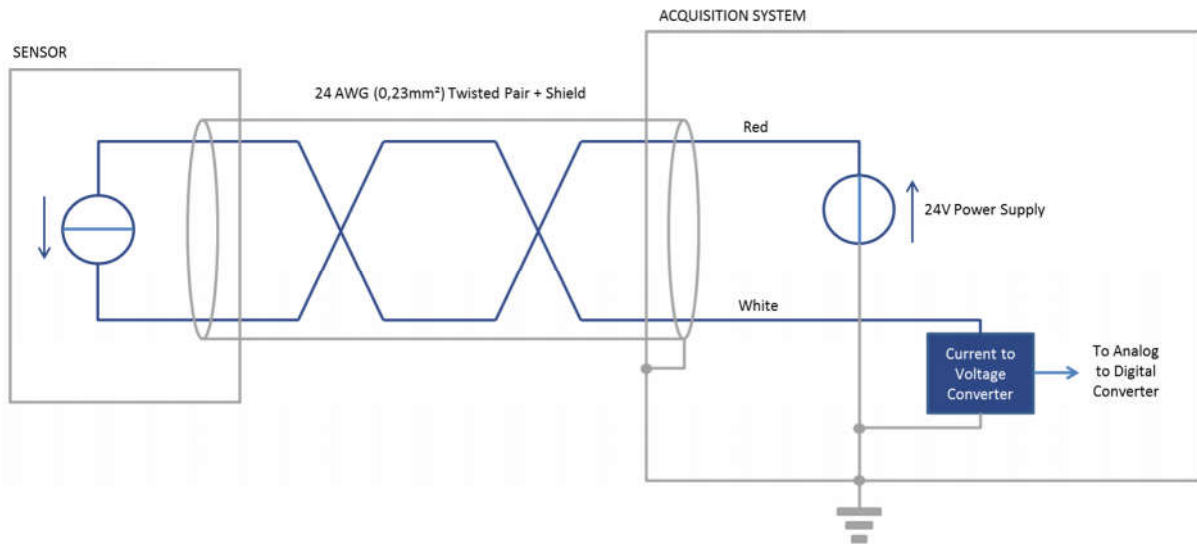 ACQUISITION SYSTEM
SENSOR
24 AWG (0,23mm²) Twisted Pair + Shield
Red
24V Power Supply
White
Current to
Voltage
Converter
To Analog
to Digital
Converter